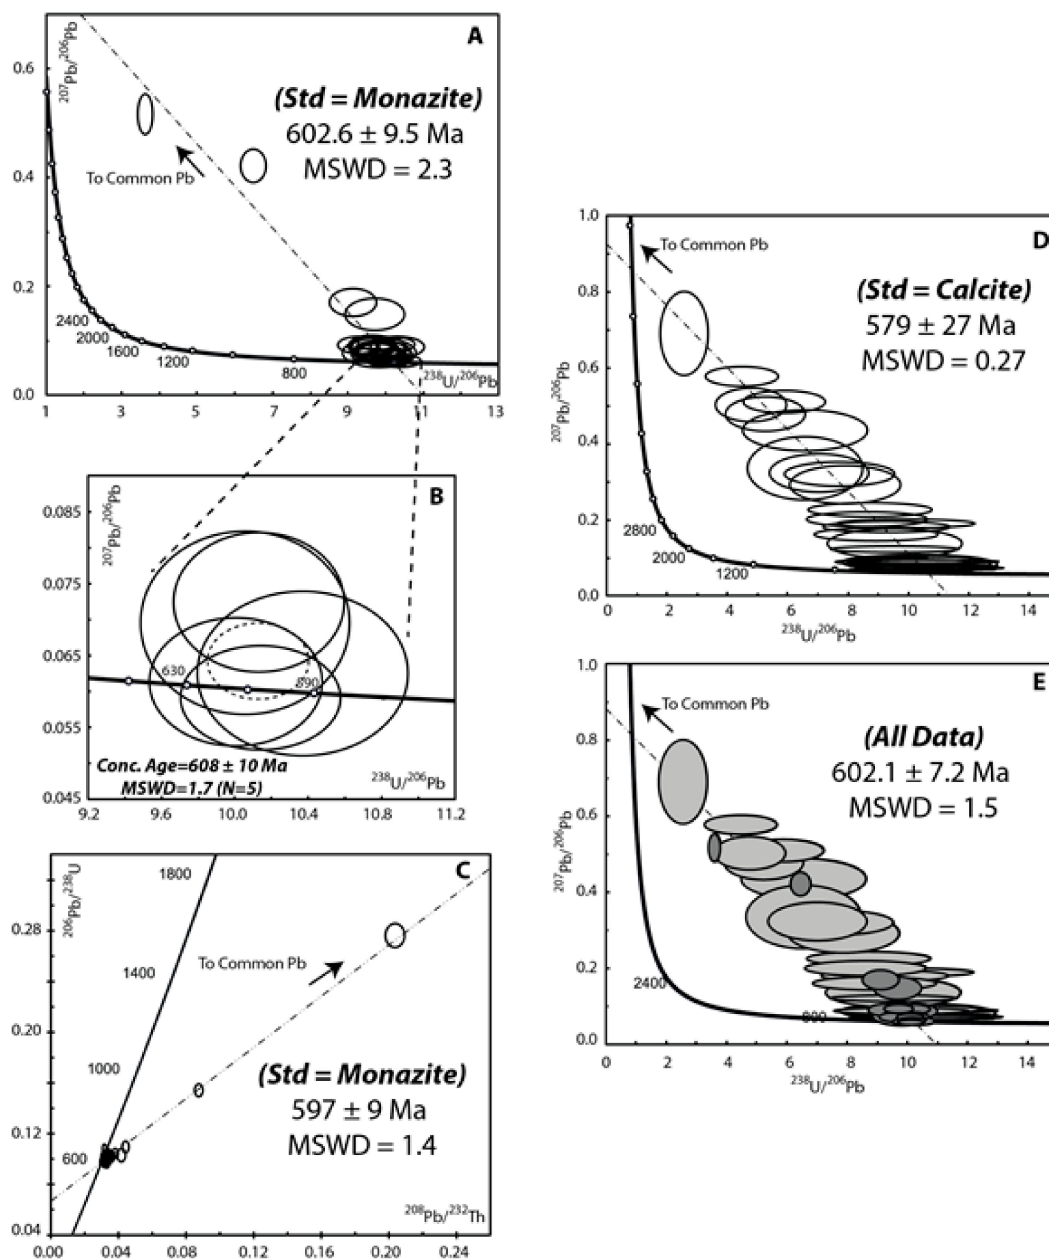 A
²⁰⁷Pb/²⁰⁶Pb
0.6
0.4
0.2
0.0
(Std = Monazite)
602.6 ± 9.5 Ma
MSWD = 2.3
To Common Pb
2400
2000
1600
1200
800
²³⁸U/²⁰⁶Pb
1 3 5 7 9 11 13
B
²⁰⁷Pb/²⁰⁶Pb
0.085
0.075
0.065
0.055
0.045
630
590
Conc. Age=608 ± 10 Ma
MSWD=1.7 (N=5)
²³⁸U/²⁰⁶Pb
9.2 9.6 10.0 10.4 10.8 11.2
C
²⁰⁶Pb/²³⁸U
0.28
0.20
0.12
0.04
1800
1400
1000
600
To Common Pb
(Std = Monazite)
597 ± 9 Ma
MSWD = 1.4
²⁰⁸Pb/²³²Th
0.00 0.04 0.08 0.12 0.16 0.20 0.24
D
²⁰⁷Pb/²⁰⁶Pb
1.0
0.8
0.6
0.4
0.2
0.0
To Common Pb
(Std = Calcite)
579 ± 27 Ma
MSWD = 0.27
2800
2000
1200
0 2 4 6 8 10 12 14
²³⁸U/²⁰⁶Pb
E
²⁰⁷Pb/²⁰⁶Pb
1.0
0.8
0.6
0.4
0.2
0.0
To Common Pb
(All Data)
602.1 ± 7.2 Ma
MSWD = 1.5
2400
800
0 2 4 6 8 10 12 14
²³⁸U/²⁰⁶Pb